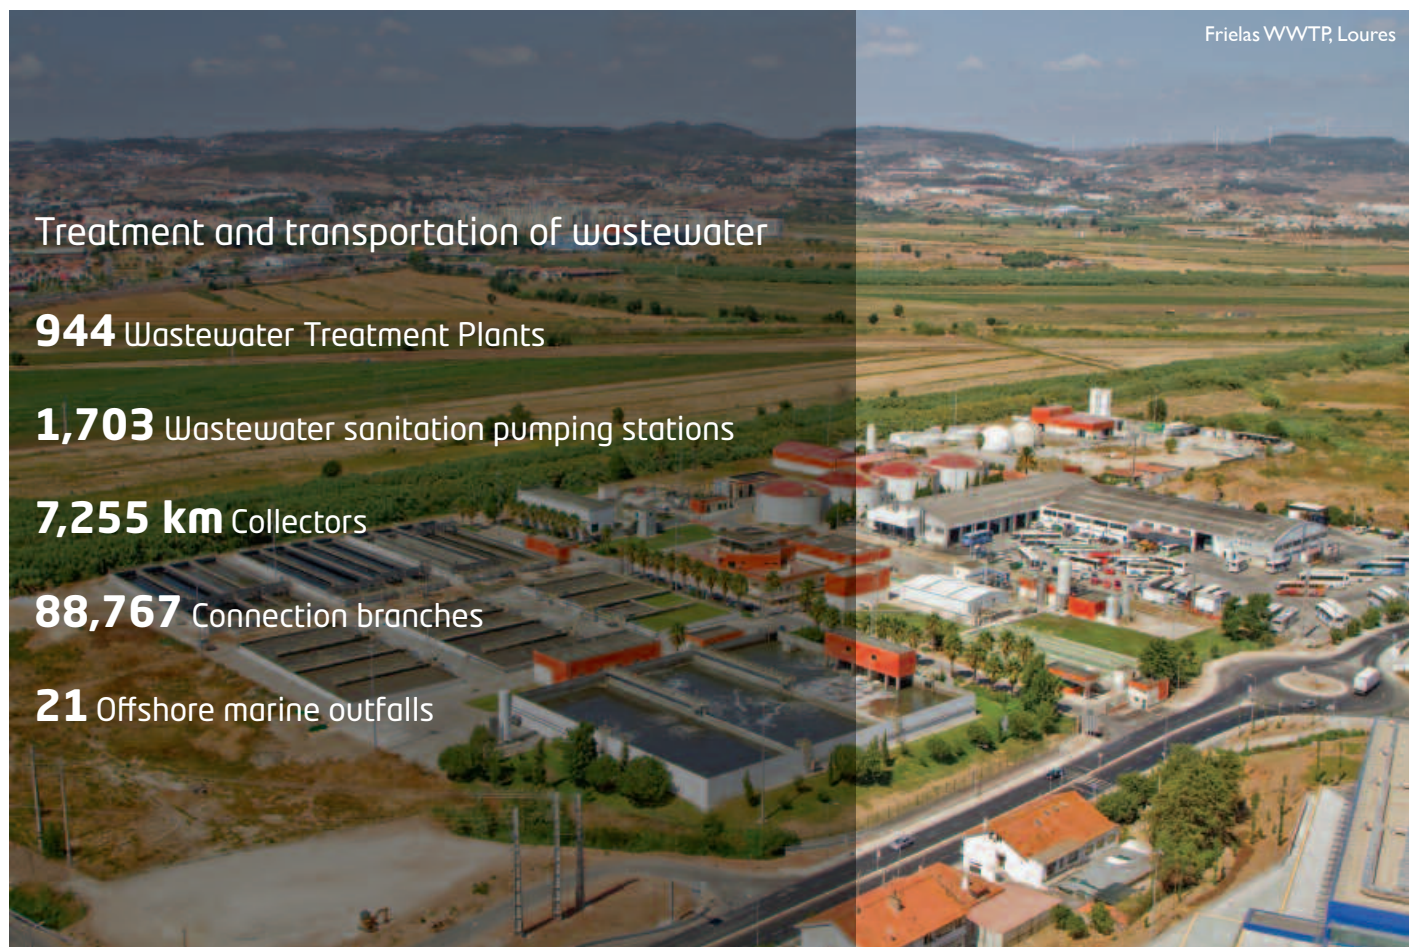 Frielas WWTP, Loures
Treatment and transportation of wastewater
944 Wastewater Treatment Plants
1,703 Wastewater sanitation pumping stations
7,255 km Collectors
88,767 Connection branches
21 Offshore marine outfalls